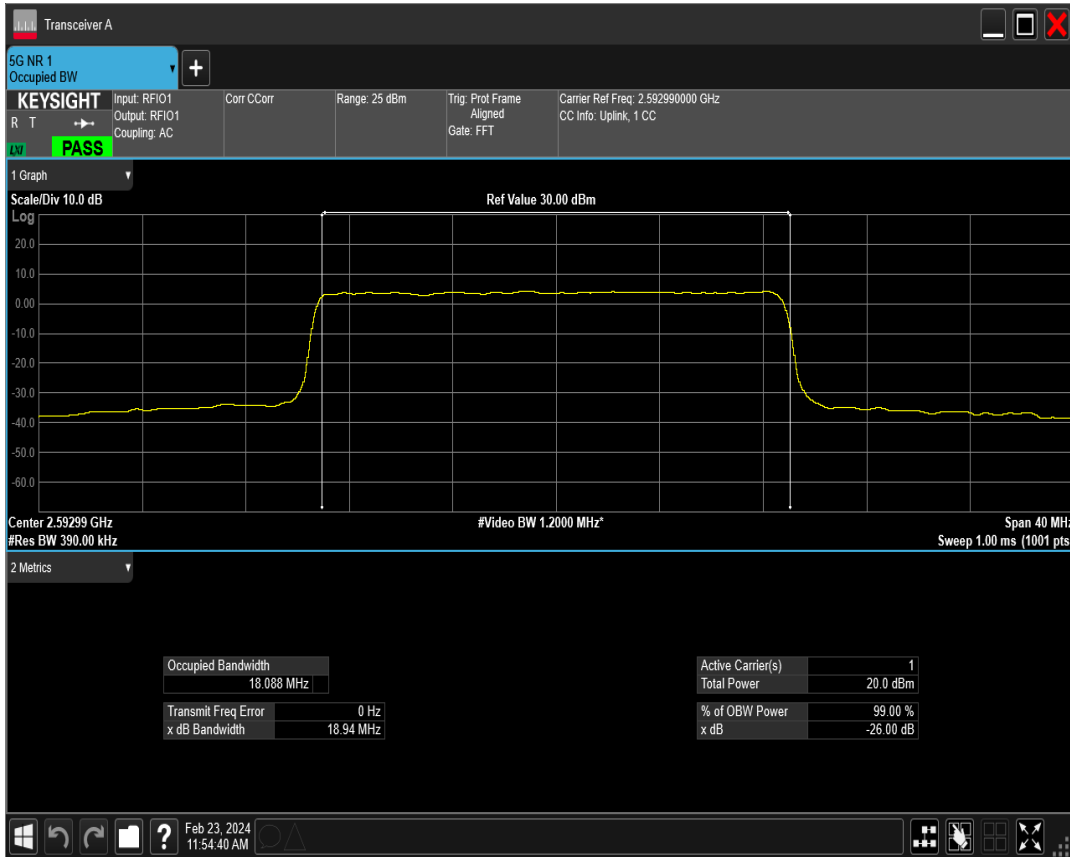 Transceiver A
5G NR 1
Occupied BW
KEYSIGHT
R T
LXI PASS
Input: RFIO1
Output: RFIO1
Coupling: AC
Corr CCorr
Range: 25 dBm
Trig: Prot Frame
Aligned
Gate: FFT
Carrier Ref Freq: 2.592990000 GHz
CC Info: Uplink, 1 CC
1 Graph
Scale/Div 10.0 dB
Ref Value 30.00 dBm
Log
20.0
10.0
0.00
-10.0
-20.0
-30.0
-40.0
-50.0
-60.0
Center 2.59299 GHz
#Video BW 1.2000 MHz*
Span 40 MHz
#Res BW 390.00 kHz
Sweep 1.00 ms (1001 pts
2 Metrics
Occupied Bandwidth
18.088 MHz
Transmit Freq Error 0 Hz
x dB Bandwidth 18.94 MHz
Active Carrier(s) 1
Total Power 20.0 dBm
% of OBW Power 99.00 %
x dB -26.00 dB
?
Feb 23, 2024
11:54:40 AM